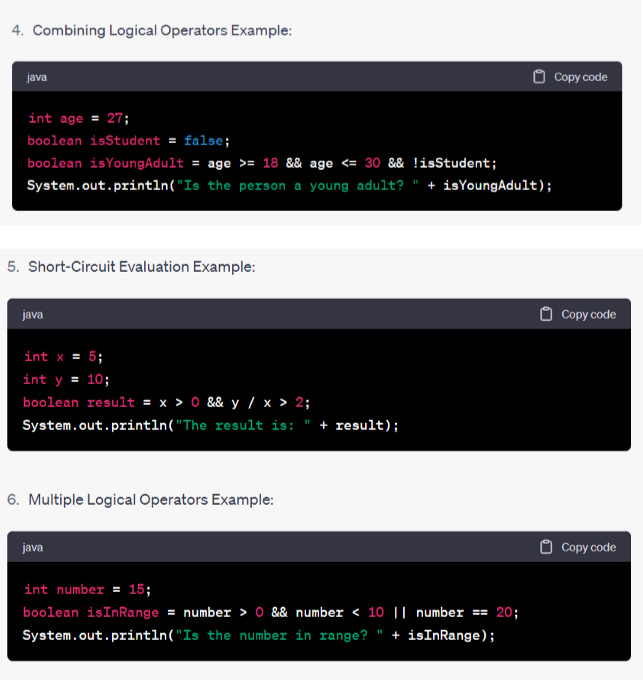 4. Combining Logical Operators Example:
java Copy code
int age = 27;
boolean isStudent = false;
boolean isYoungAdult = age >= 18 && age <= 30 && !isStudent;
System.out.println("Is the person a young adult? " + isYoungAdult);
5. Short-Circuit Evaluation Example:
java Copy code
int x = 5;
int y = 10;
boolean result = x > 0 && y / x > 2;
System.out.println("The result is: " + result);
6. Multiple Logical Operators Example:
java Copy code
int number = 15;
boolean isInRange = number > 0 && number < 10 || number == 20;
System.out.println("Is the number in range? " + isInRange);